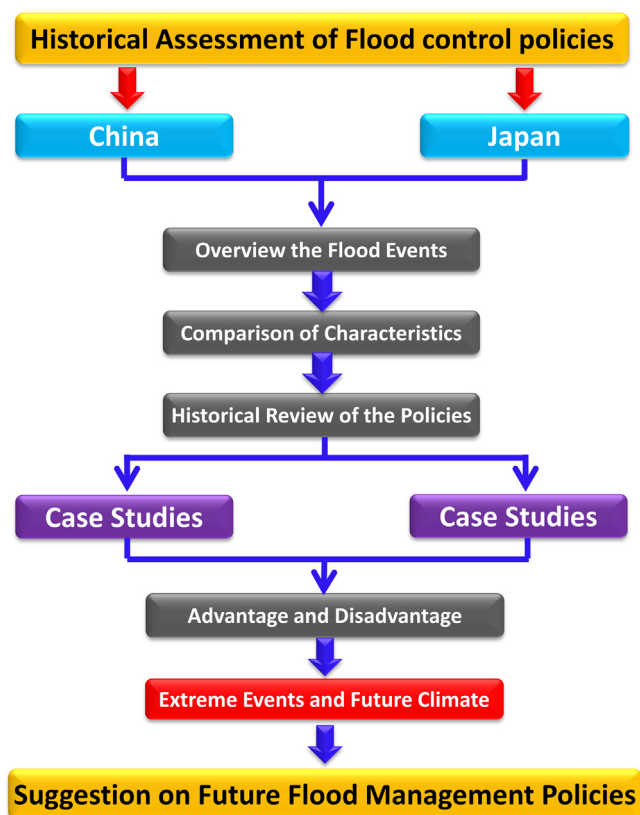 Historical Assessment of Flood control policies
China
Japan
Overview the Flood Events
Comparison of Characteristics
Historical Review of the Policies
Case Studies
Case Studies
Advantage and Disadvantage
Extreme Events and Future Climate
Suggestion on Future Flood Management Policies